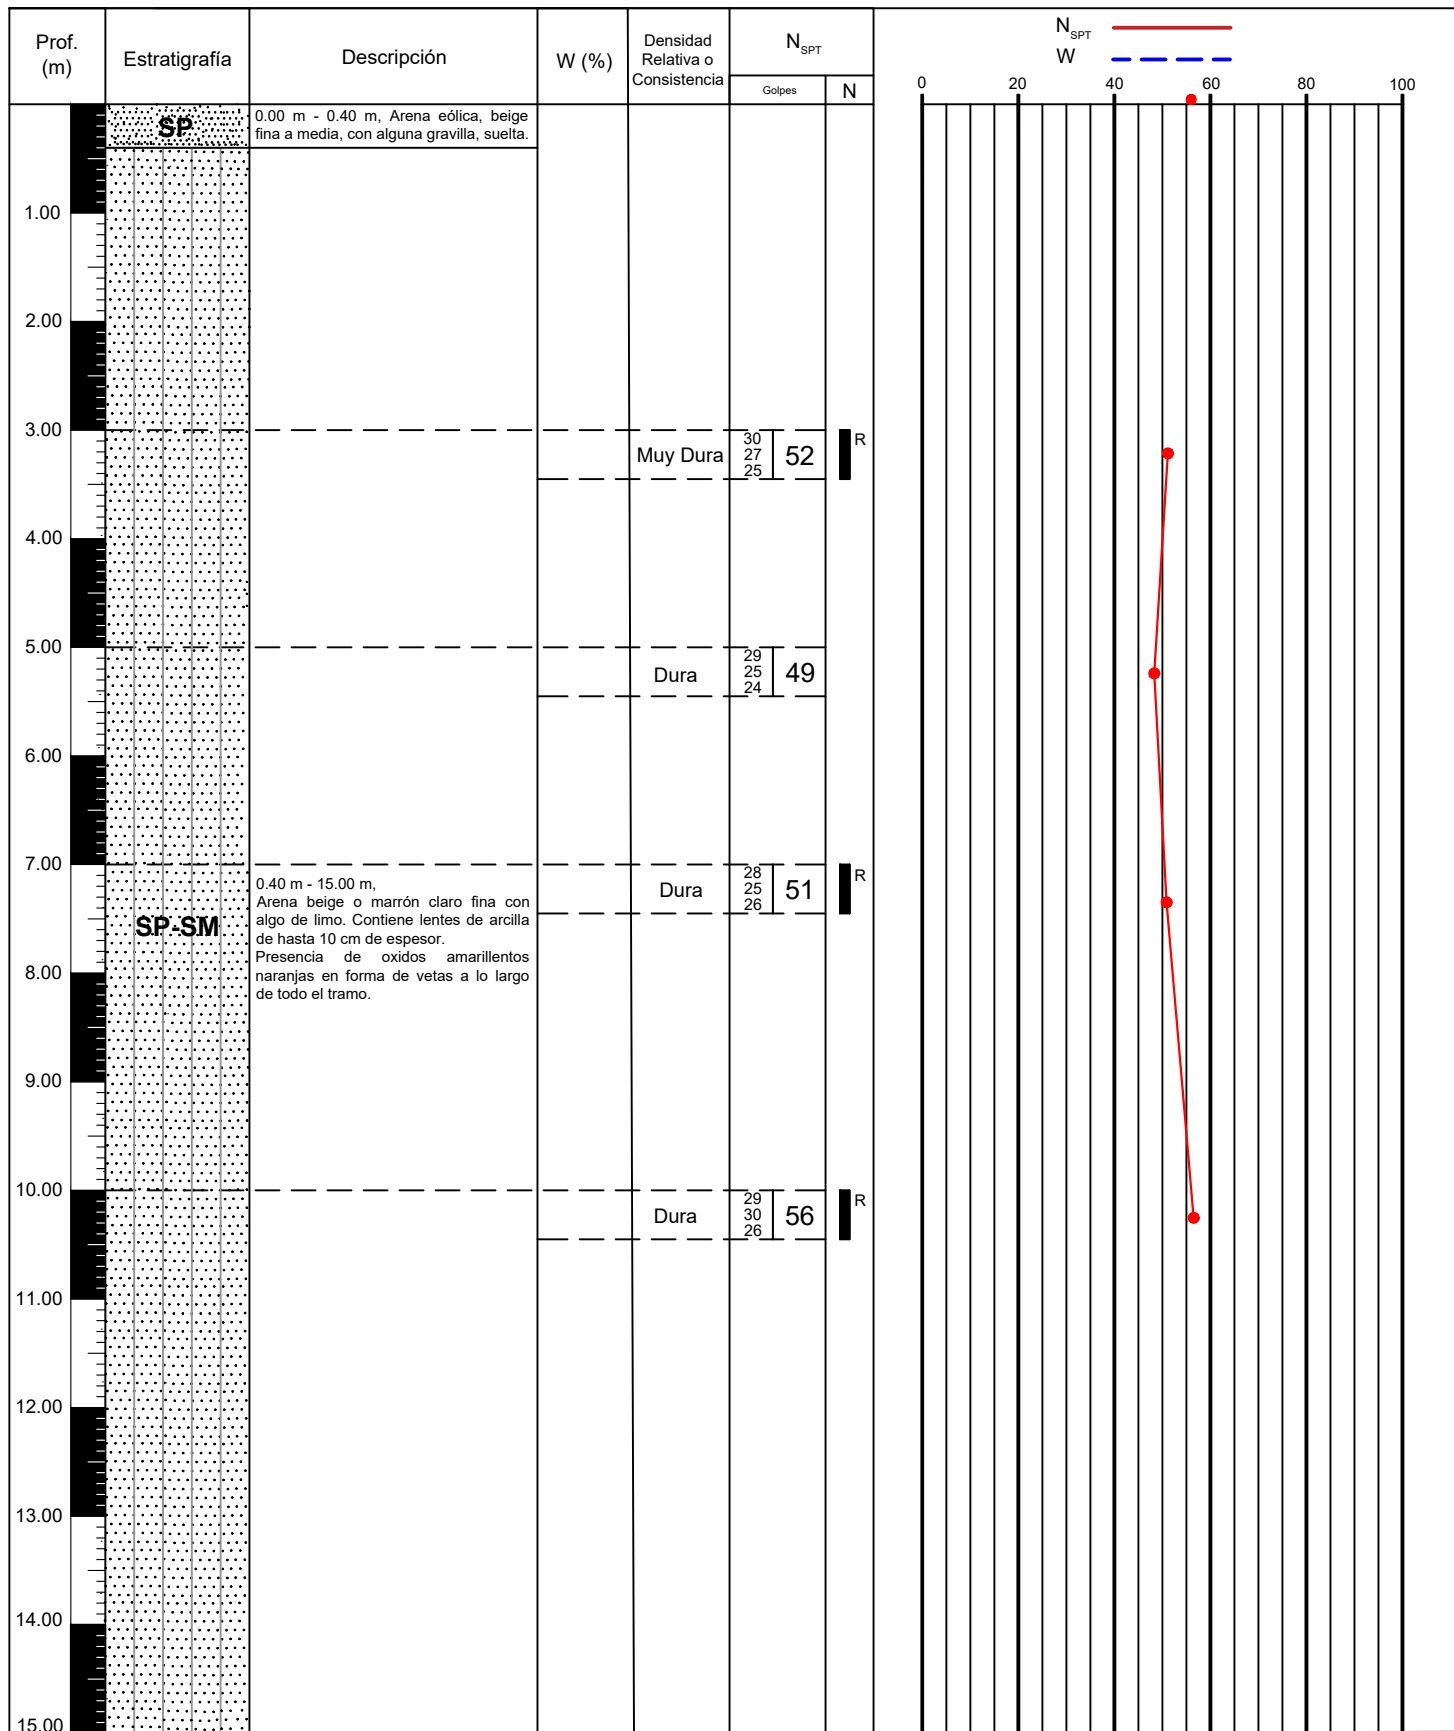 Prof.
(m)
Estratigrafía
Descripción
W (%)
Densidad
Relativa o
Consistencia
N SPT
Golpes
N
N SPT
W
0 20 40 60 80 100
SP
0.00 m - 0.40 m, Arena eólica, beige
fina a media, con alguna gravilla, suelta.
1.00
2.00
3.00
Muy Dura
30
27
25
52
R
4.00
5.00
Dura
29
25
24
49
6.00
7.00
Dura
28
25
26
51
R
SP-SM
0.40 m - 15.00 m,
Arena beige o marrón claro fina con
algo de limo. Contiene lentes de arcilla
de hasta 10 cm de espesor.
Presencia de oxidos amarillentos
naranjas en forma de vetas a lo largo
de todo el tramo.
8.00
9.00
10.00
Dura
29
30
26
56
R
11.00
12.00
13.00
14.00
15.00